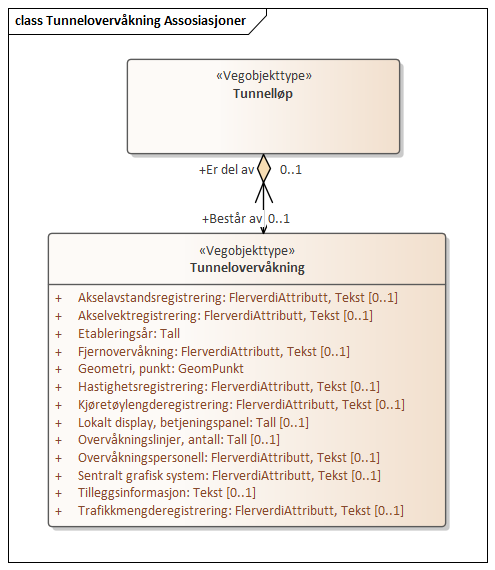 class Tunnelovervåkning Assosiasjoner
«Vegobjekttype»
Tunnelløp
+Er del av 0..1
+Består av 0..1
«Vegobjekttype»
Tunnelovervåkning
+ Akselavstandsregistrering: FlerverdiAttributt, Tekst [0..1]
+ Akselvektregistrering: FlerverdiAttributt, Tekst [0..1]
+ Etableringsår: Tall
+ Fjernovervåkning: FlerverdiAttributt, Tekst [0..1]
+ Geometri, punkt: GeomPunkt
+ Hastighetsregistrering: FlerverdiAttributt, Tekst [0..1]
+ Kjøretøylengderegistrering: FlerverdiAttributt, Tekst [0..1]
+ Lokalt display, betjeningspanel: Tall [0..1]
+ Overvåkningslinjer, antall: Tall [0..1]
+ Overvåkningspersonell: FlerverdiAttributt, Tekst [0..1]
+ Sentralt grafisk system: FlerverdiAttributt, Tekst [0..1]
+ Tilleggsinformasjon: Tekst [0..1]
+ Trafikkmengderegistrering: FlerverdiAttributt, Tekst [0..1]